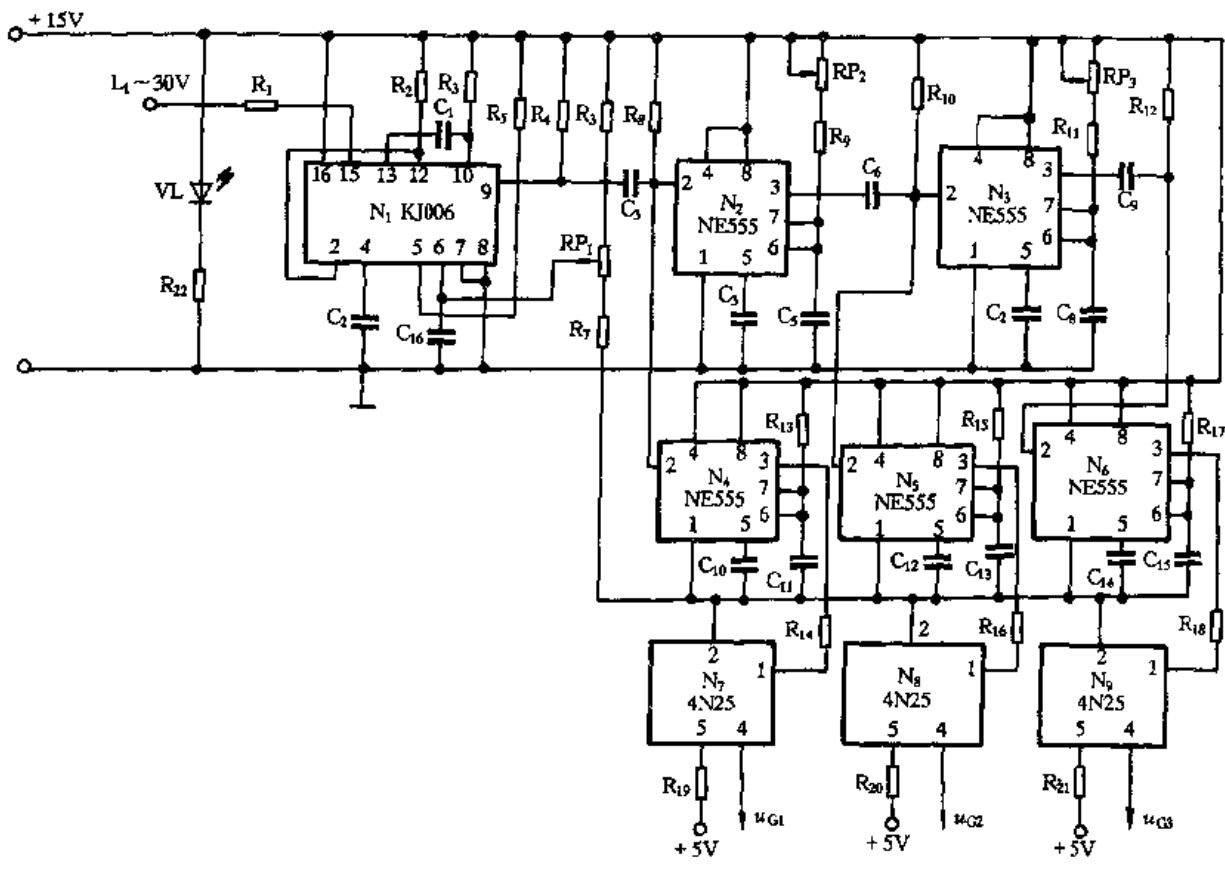 +15V
L₁~30V
R₁
R₂
R₃
C₁
R₅
R₄
R₃
R₈
RP₂
R₉
R₁₀
RP₃
R₁₁
R₁₂
VL
R₂₂
16 15 13 12 10 9
N₁ KJ006
2 4 5 6 7 8
C₂
C₁₆
RP₁
R₇
C₃
2 4 8 3
N₂
NE555
7 6
1 5
C₃
C₅
C₆
2 4 8 3
N₃
NE555
7 6
1 5
C₂
C₈
C₉
R₁₃
2 4 8 3
N₄
NE555
7 6
1 5
C₁₀
C₁₁
R₁₄
R₁₅
2 4 8 3
N₅
NE555
7 6
1 5
C₁₂
C₁₃
R₁₆
R₁₇
2 4 8 3
N₆
NE555
7 6
1 5
C₁₄
C₁₅
R₁₈
2 1
N₇
4N25
5 4
R₁₉
+5V
u_G1
2 1
N₈
4N25
5 4
R₂₀
+5V
u_G2
2 1
N₉
4N25
5 4
R₂₁
+5V
u_G3